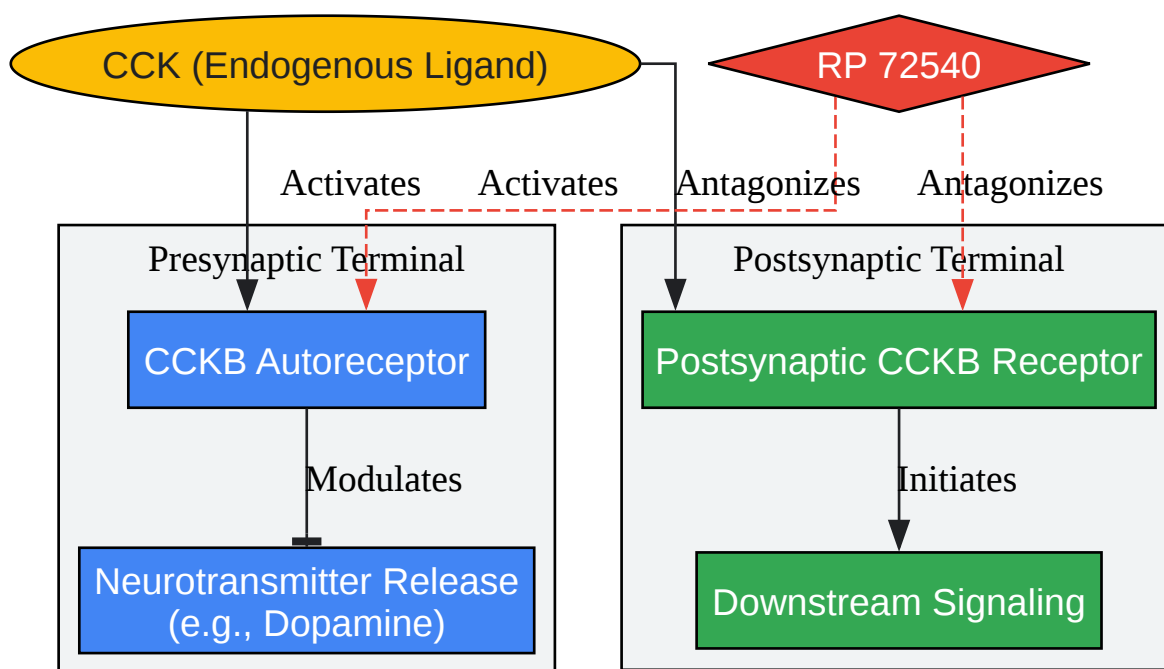 CCK (Endogenous Ligand)
RP 72540
Activates
Activates
Antagonizes
Antagonizes
Presynaptic Terminal
Postsynaptic Terminal
CCKB Autoreceptor
Postsynaptic CCKB Receptor
Modulates
Initiates
Neurotransmitter Release
(e.g., Dopamine)
Downstream Signaling